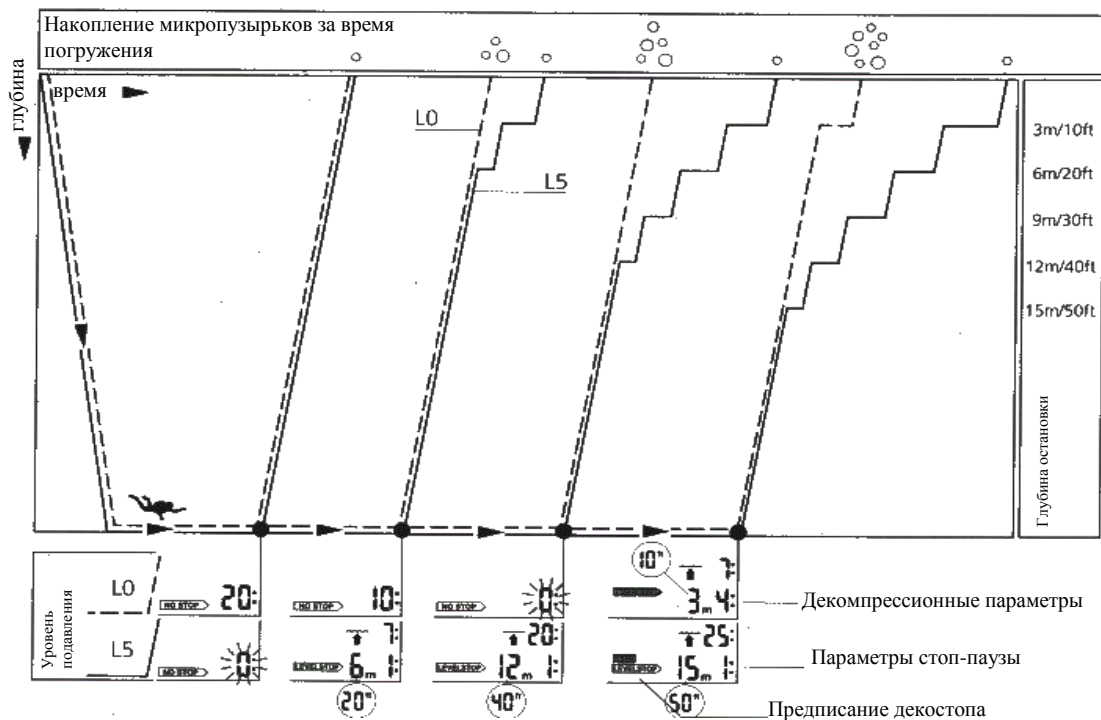 Накопление микропузырьков за время
погружения
глубина
время
L0
L5
3m/10ft
6m/20ft
9m/30ft
12m/40ft
15m/50ft
Глубина остановки
Уровень
подавления
L0
NO STOP 20:
NO STOP 10:
NO STOP 0:
10"
7:
3m 4:
Декомпрессионные параметры
L5
NO STOP 0:
7:
LEVELSTOP 6m 1:
20"
20:
LEVELSTOP 12m 1:
40"
25:
LEVELSTOP 15m 1:
50"
Параметры стоп-паузы
Предписание декостопа